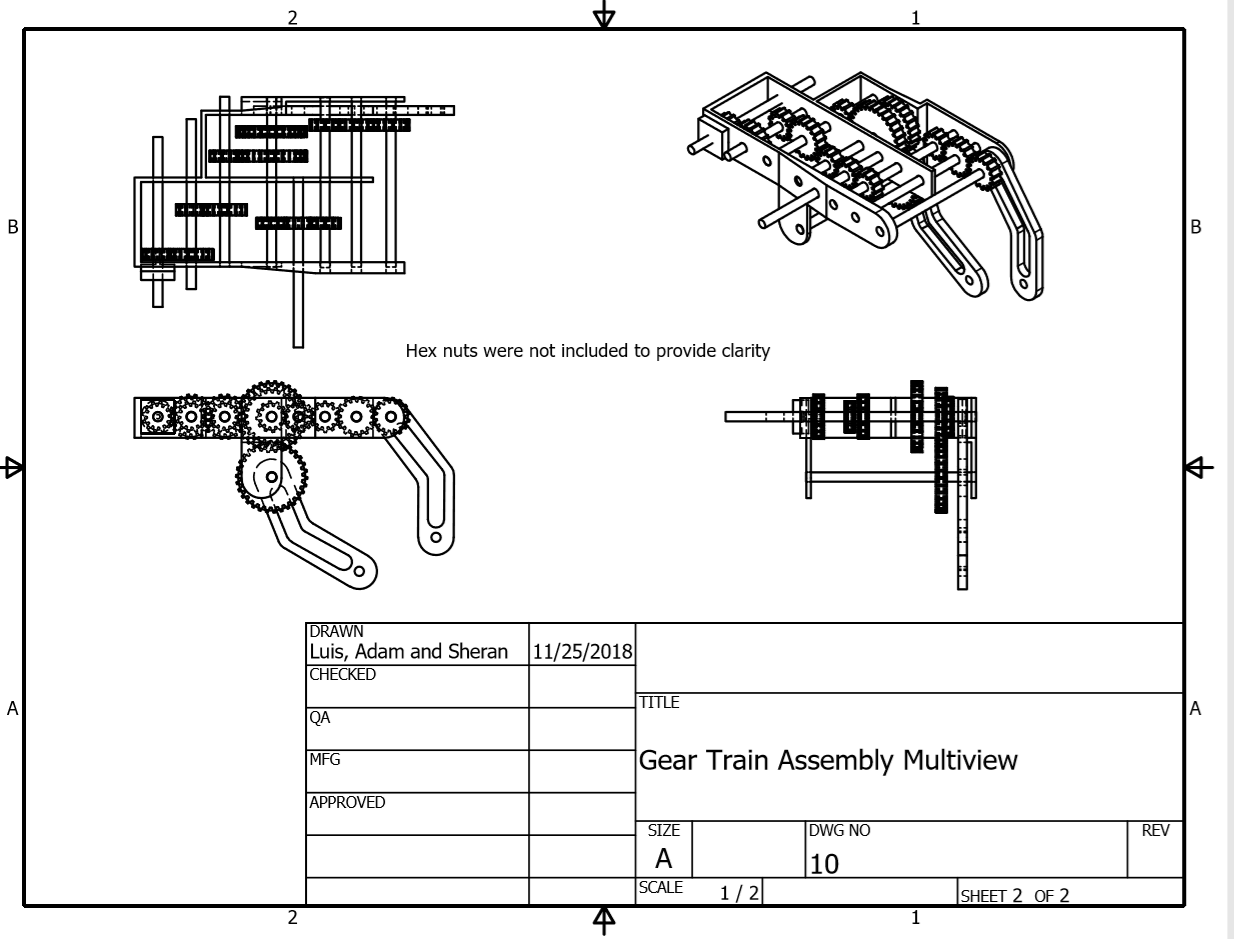 2 1
B B
Hex nuts were not included to provide clarity
DRAWN
Luis, Adam and Sheran 11/25/2018
CHECKED
TITLE
A A
QA
MFG
Gear Train Assembly Multiview
APPROVED
SIZE DWG NO REV
A 10
SCALE 1 / 2 SHEET 2 OF 2
2 1